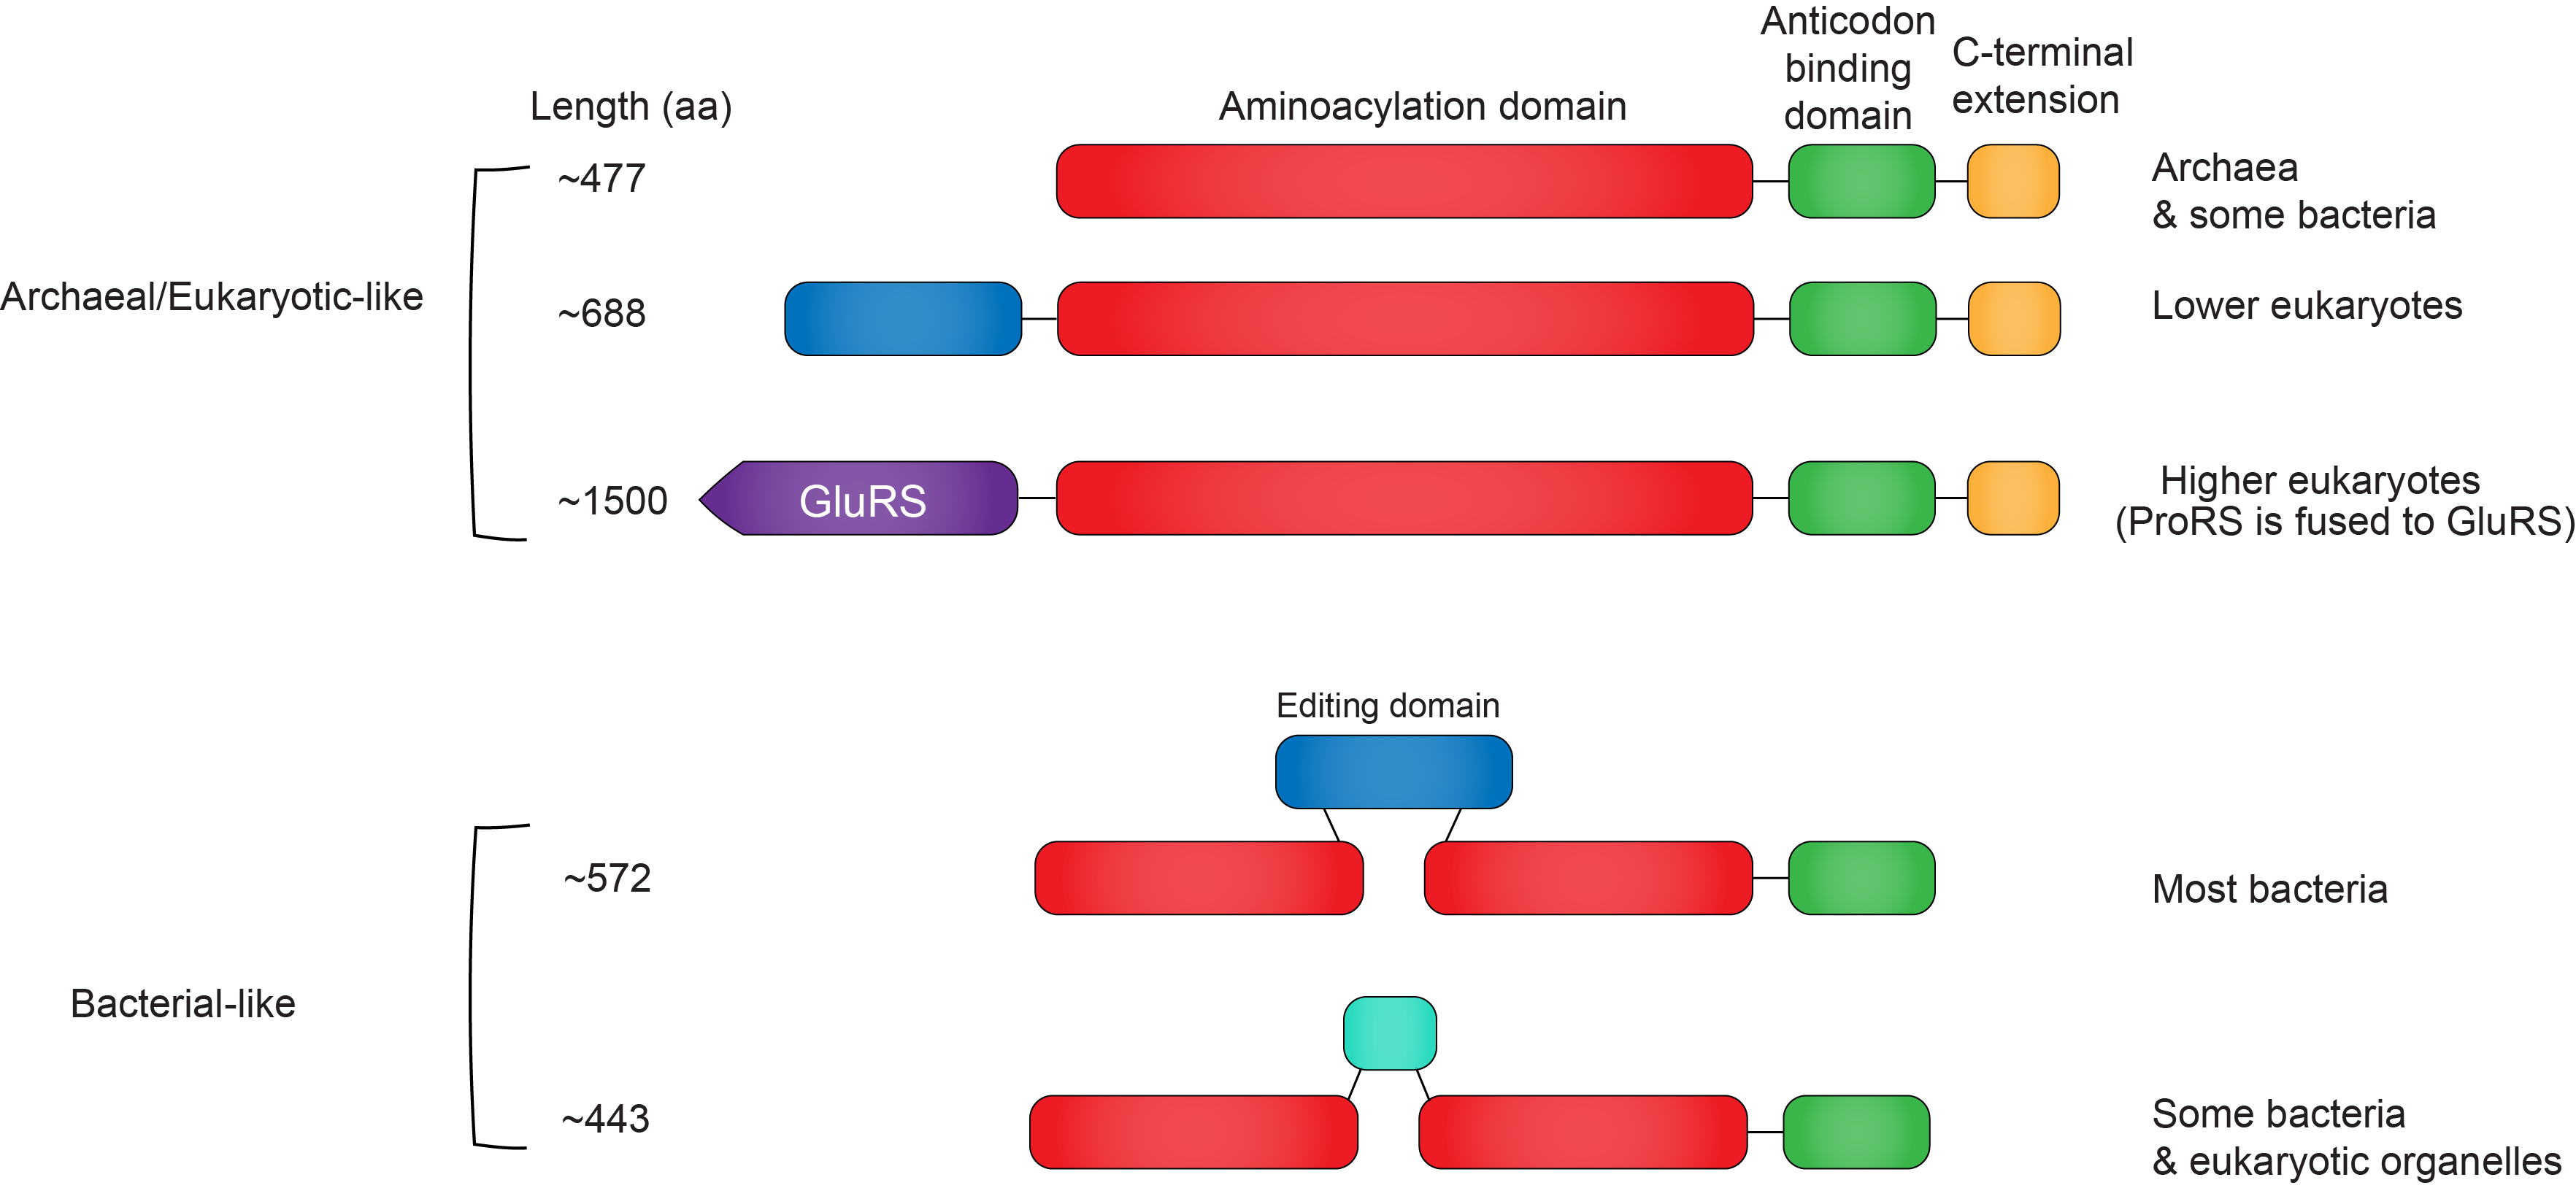 Length (aa)
Aminoacylation domain
Anticodon
binding
domain
C-terminal
extension
Archaeal/Eukaryotic-like
~477
Archaea
& some bacteria
~688
Lower eukaryotes
~1500
GluRS
Higher eukaryotes
(ProRS is fused to GluRS)
Editing domain
Bacterial-like
~572
Most bacteria
~443
Some bacteria
& eukaryotic organelles